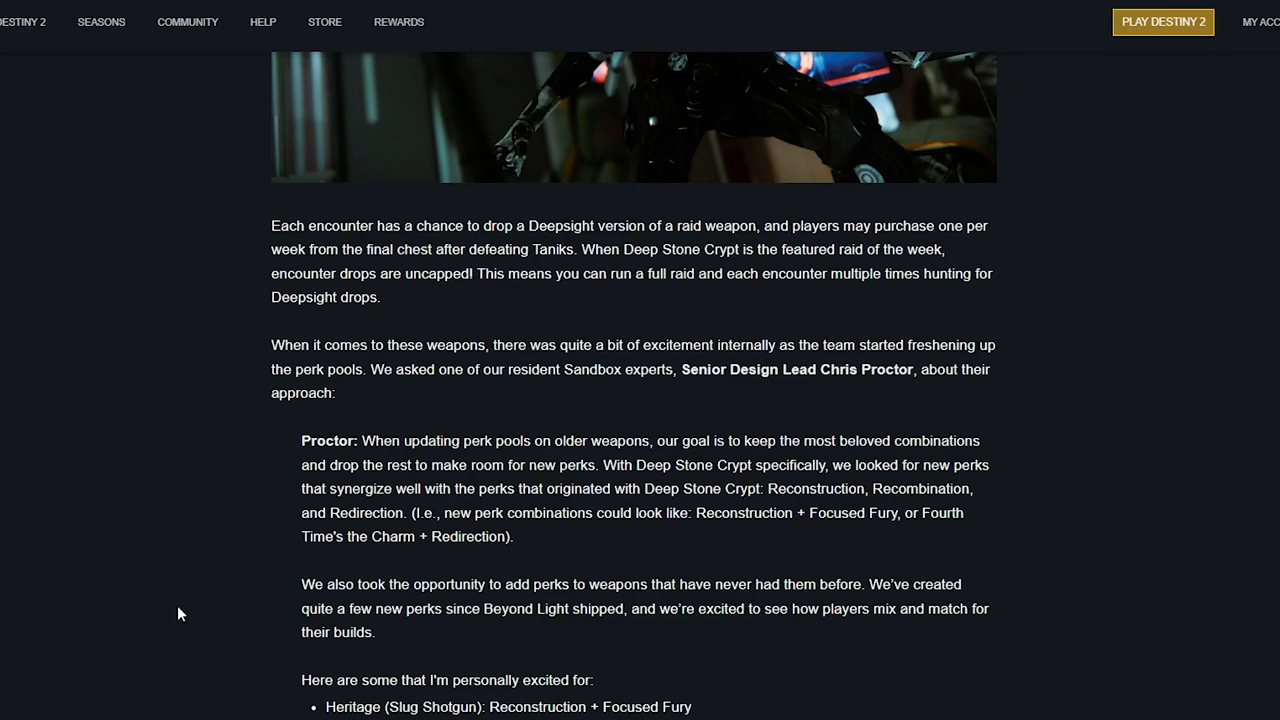 DESTINY 2 SEASONS COMMUNITY HELP STORE REWARDS PLAY DESTINY 2 MY ACC
Each encounter has a chance to drop a Deepsight version of a raid weapon, and players may purchase one per
week from the final chest after defeating Taniks. When Deep Stone Crypt is the featured raid of the week,
encounter drops are uncapped! This means you can run a full raid and each encounter multiple times hunting for
Deepsight drops.
When it comes to these weapons, there was quite a bit of excitement internally as the team started freshening up
the perk pools. We asked one of our resident Sandbox experts, Senior Design Lead Chris Proctor, about their
approach:
Proctor: When updating perk pools on older weapons, our goal is to keep the most beloved combinations
and drop the rest to make room for new perks. With Deep Stone Crypt specifically, we looked for new perks
that synergize well with the perks that originated with Deep Stone Crypt: Reconstruction, Recombination,
and Redirection. (I.e., new perk combinations could look like: Reconstruction + Focused Fury, or Fourth
Time's the Charm + Redirection).
We also took the opportunity to add perks to weapons that have never had them before. We've created
quite a few new perks since Beyond Light shipped, and we're excited to see how players mix and match for
their builds.
Here are some that I'm personally excited for:
• Heritage (Slug Shotgun): Reconstruction + Focused Fury